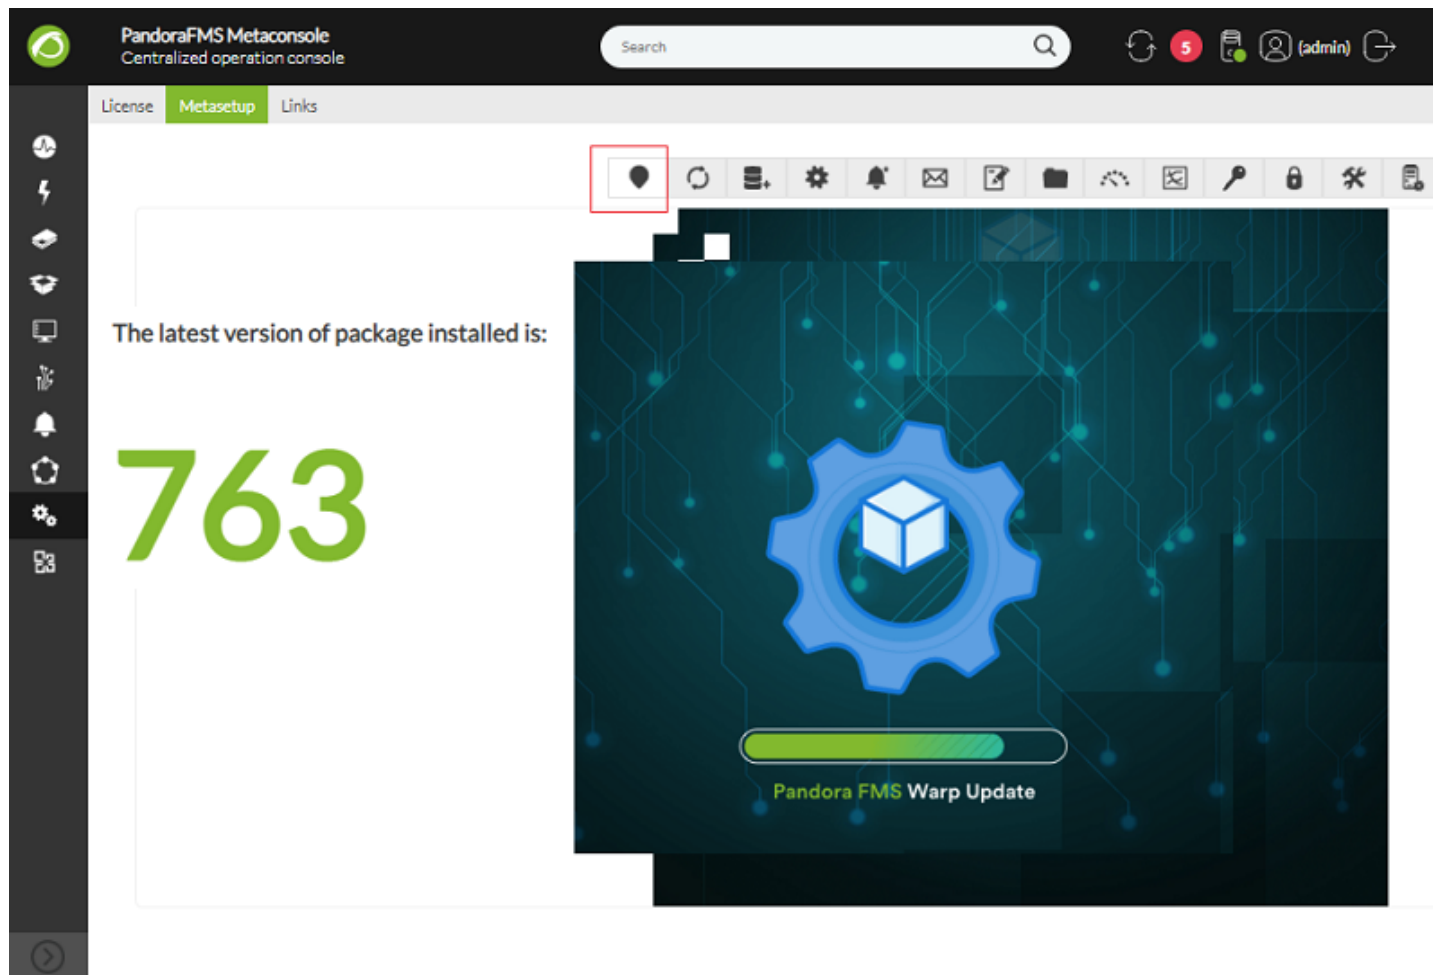 PandoraFMS Metaconsole
Centralized operation console
Search
5
(admin)
License Metasetup Links
The latest version of package installed is:
763
Pandora FMS Warp Update